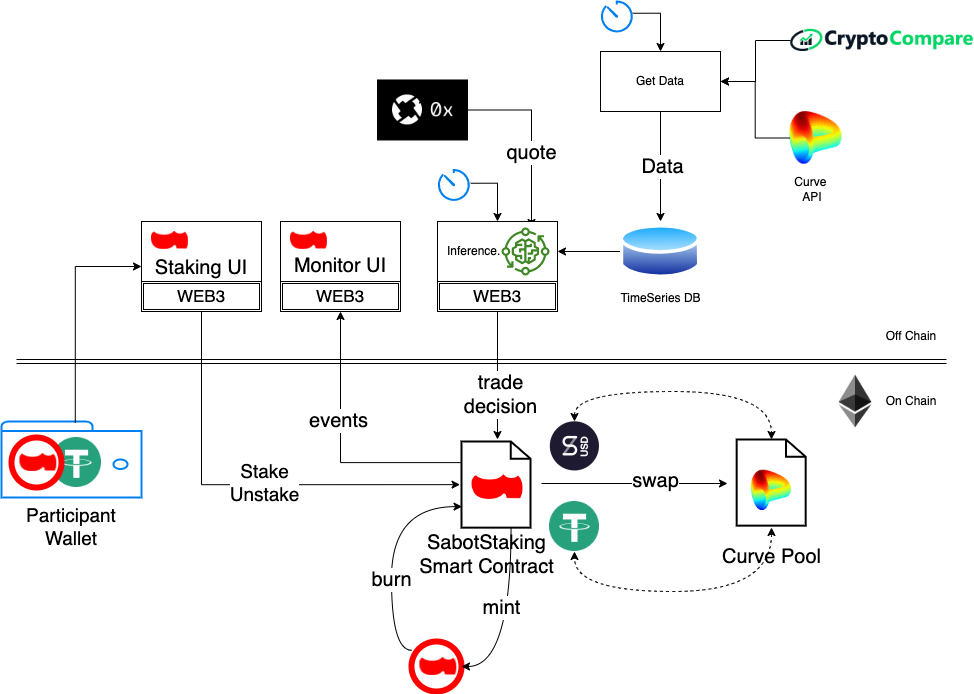 CryptoCompare
Get Data
0x
quote
Data
Curve
API
Staking UI
Monitor UI
Inference.
WEB3
WEB3
WEB3
TimeSeries DB
Off Chain
trade
decision
On Chain
events
USD
Stake
Unstake
swap
Participant
Wallet
SabotStaking
Smart Contract
Curve Pool
burn
mint